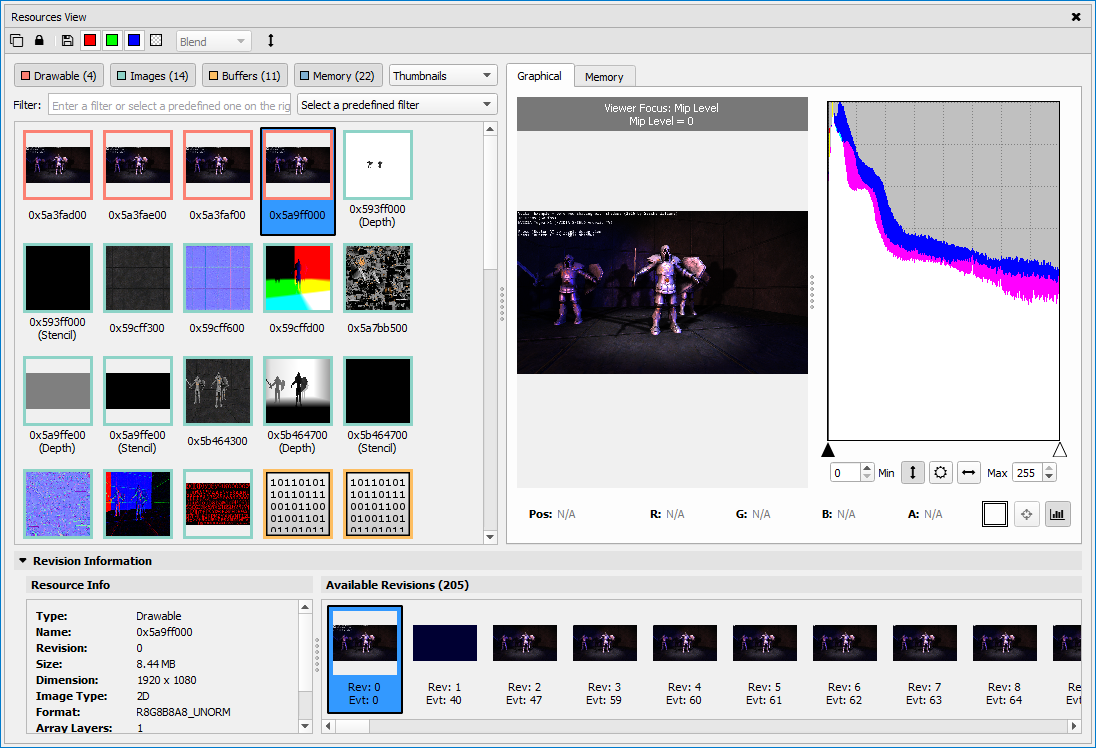 Resources View
Blend
Drawable (4)
Images (14)
Buffers (11)
Memory (22)
Thumbnails
Filter:
Enter a filter or select a predefined one on the rig
Select a predefined filter
0x5a3fad00
0x5a3fae00
0x5a3faf00
0x5a9ff000
0x593ff000
(Depth)
0x593ff000
(Stencil)
0x59cff300
0x59cff600
0x59cffd00
0x5a7bb500
0x5a9ffe00
(Depth)
0x5a9ffe00
(Stencil)
0x5b464300
0x5b464700
(Depth)
0x5b464700
(Stencil)
10110101
10110111
00101100
01001101
11011011
10110101
10110111
00101100
01001101
11011011
Graphical
Memory
Viewer Focus: Mip Level
Mip Level = 0
0
Min
Max
255
Pos: N/A
R: N/A
G: N/A
B: N/A
A: N/A
Revision Information
Resource Info
Type: Drawable
Name: 0x5a9ff000
Revision: 0
Size: 8.44 MB
Dimension: 1920 x 1080
Image Type: 2D
Format: R8G8B8A8_UNORM
Array Layers: 1
Available Revisions (205)
Rev: 0
Evt: 0
Rev: 1
Evt: 40
Rev: 2
Evt: 47
Rev: 3
Evt: 59
Rev: 4
Evt: 60
Rev: 5
Evt: 61
Rev: 6
Evt: 62
Rev: 7
Evt: 63
Rev: 8
Evt: 64
Re
Evt